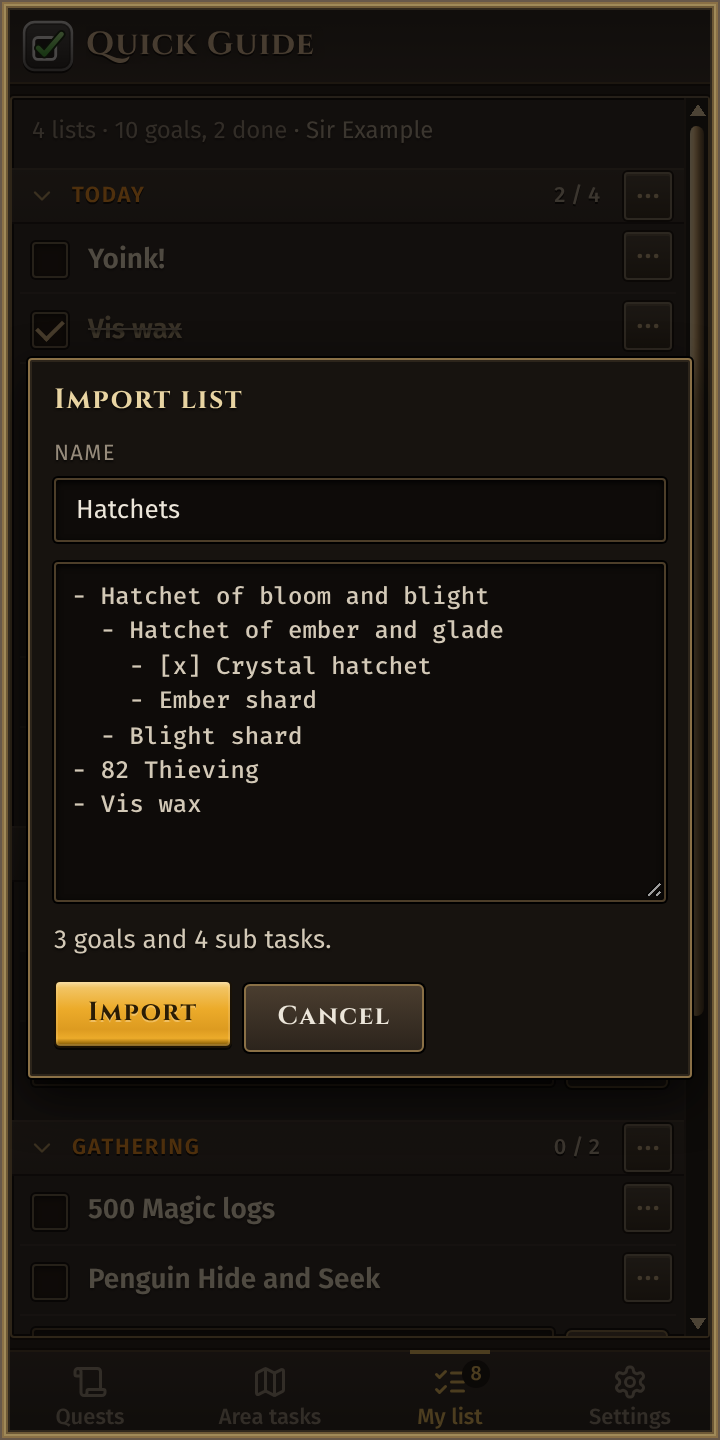 Quick Guide
4 lists · 10 goals, 2 done · Sir Example
TODAY 2 / 4
Yoink!
Vis wax
Import list
NAME
Hatchets
- Hatchet of bloom and blight
  - Hatchet of ember and glade
    - [x] Crystal hatchet
    - Ember shard
  - Blight shard
- 82 Thieving
- Vis wax
3 goals and 4 sub tasks.
Import Cancel
GATHERING 0 / 2
500 Magic logs
Penguin Hide and Seek
8
Quests Area tasks My list Settings